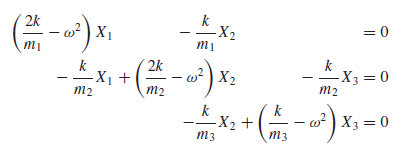 (2k/m₁ − ω²) X₁ − k/m₁ X₂ = 0
− k/m₂ X₁ + (2k/m₂ − ω²) X₂ − k/m₂ X₃ = 0
− k/m₃ X₂ + (k/m₃ − ω²) X₃ = 0